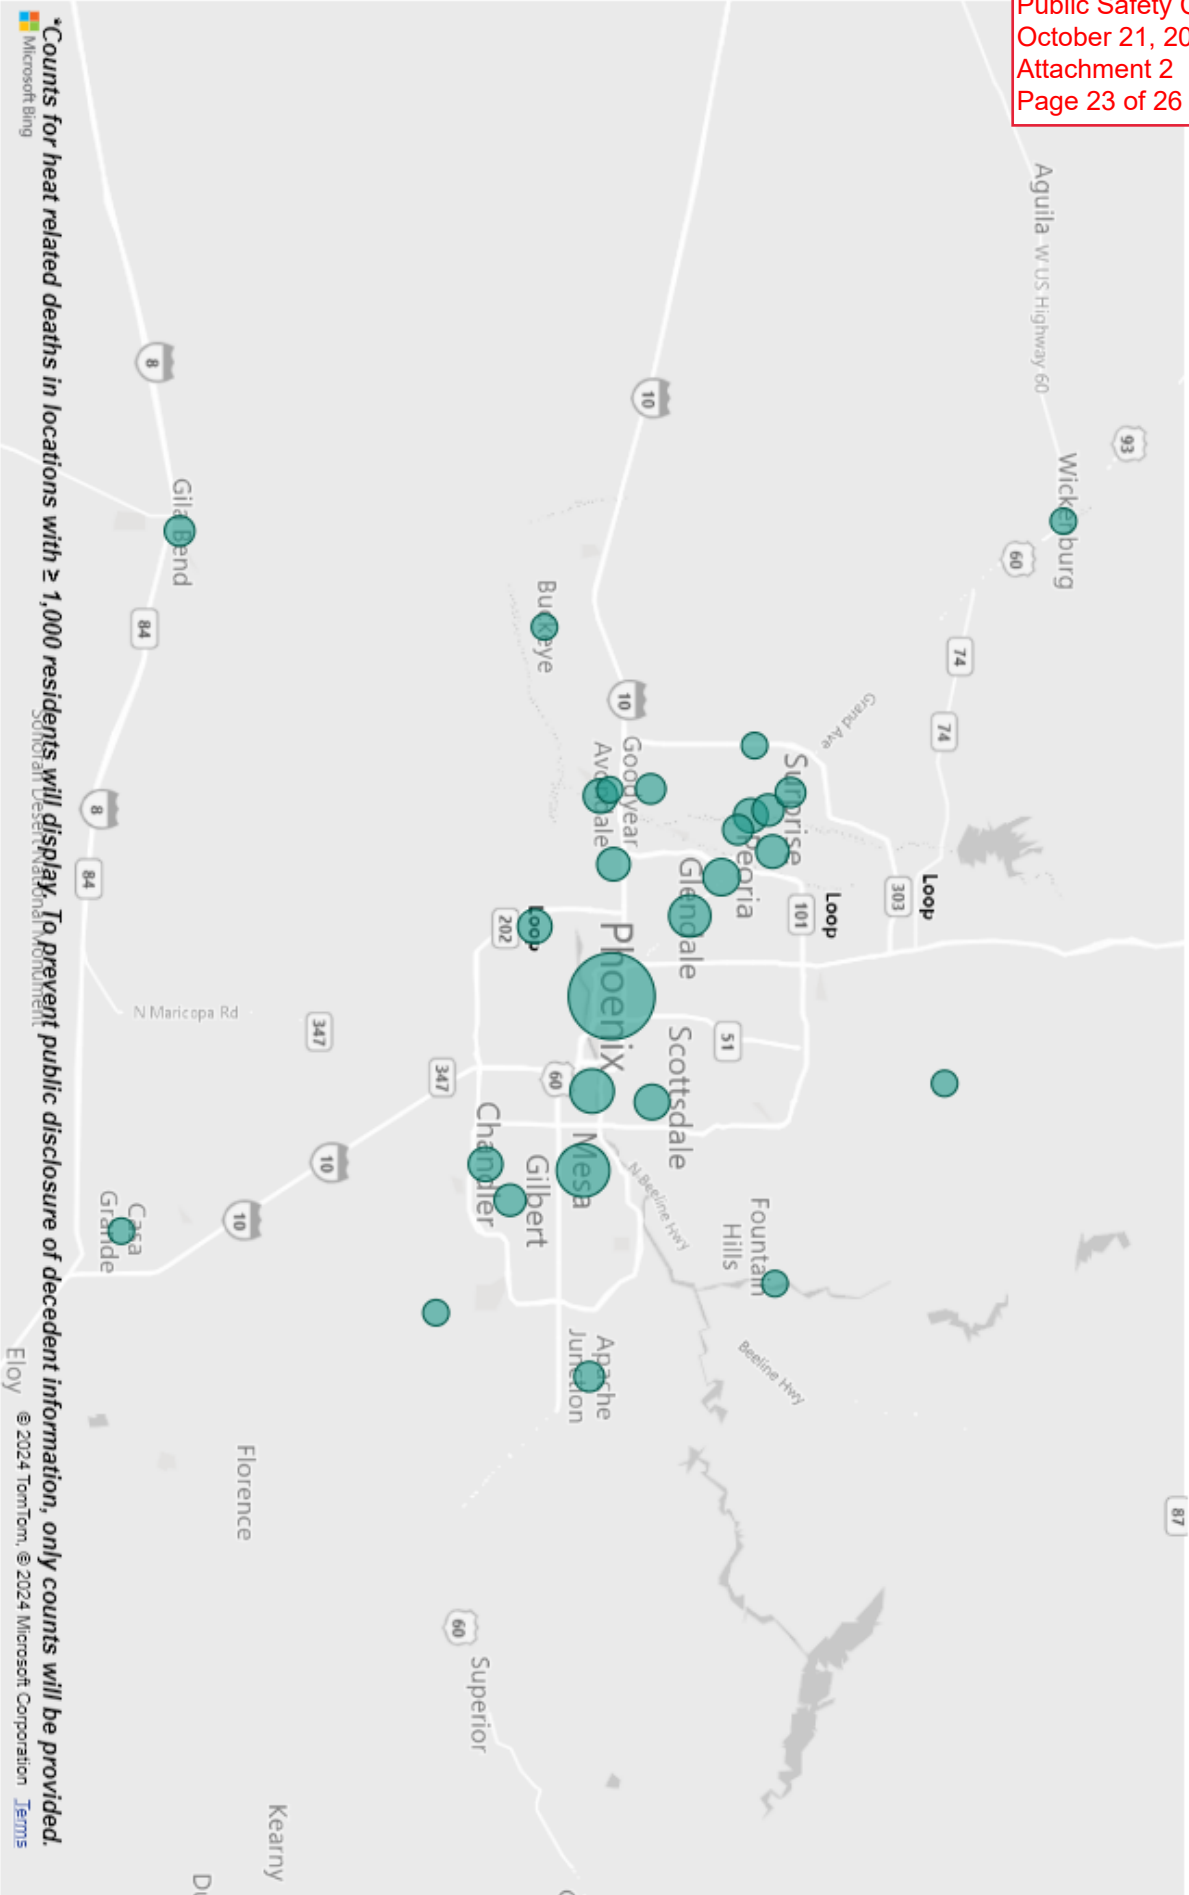 Public Safety
October 21, 20
Attachment 2
Page 23 of 26
87
93
Aguila
W US Highway 60
Wickenburg
60
74
74
Loop
303
Grand Ave
Loop
101
Surprise
Peoria
Glendale
51
Scottsdale
Fountain
Hills
N Beeline Hwy
Beeline Hwy
10
10
Goodyear
Avondale
Buckeye
Phoenix
Loop
202
60
Mesa
Gilbert
Chandler
Apache
Junction
Superior
60
347
347
N Maricopa Rd
10
10
Gila Bend
8
84
8
84
Sonoran Desert National Monument
Casa
Grande
Florence
Kearny
Eloy
*Counts for heat related deaths in locations with ≥ 1,000 residents will display. To prevent public disclosure of decedent information, only counts will be provided.
Microsoft Bing
© 2024 TomTom, © 2024 Microsoft Corporation Terms